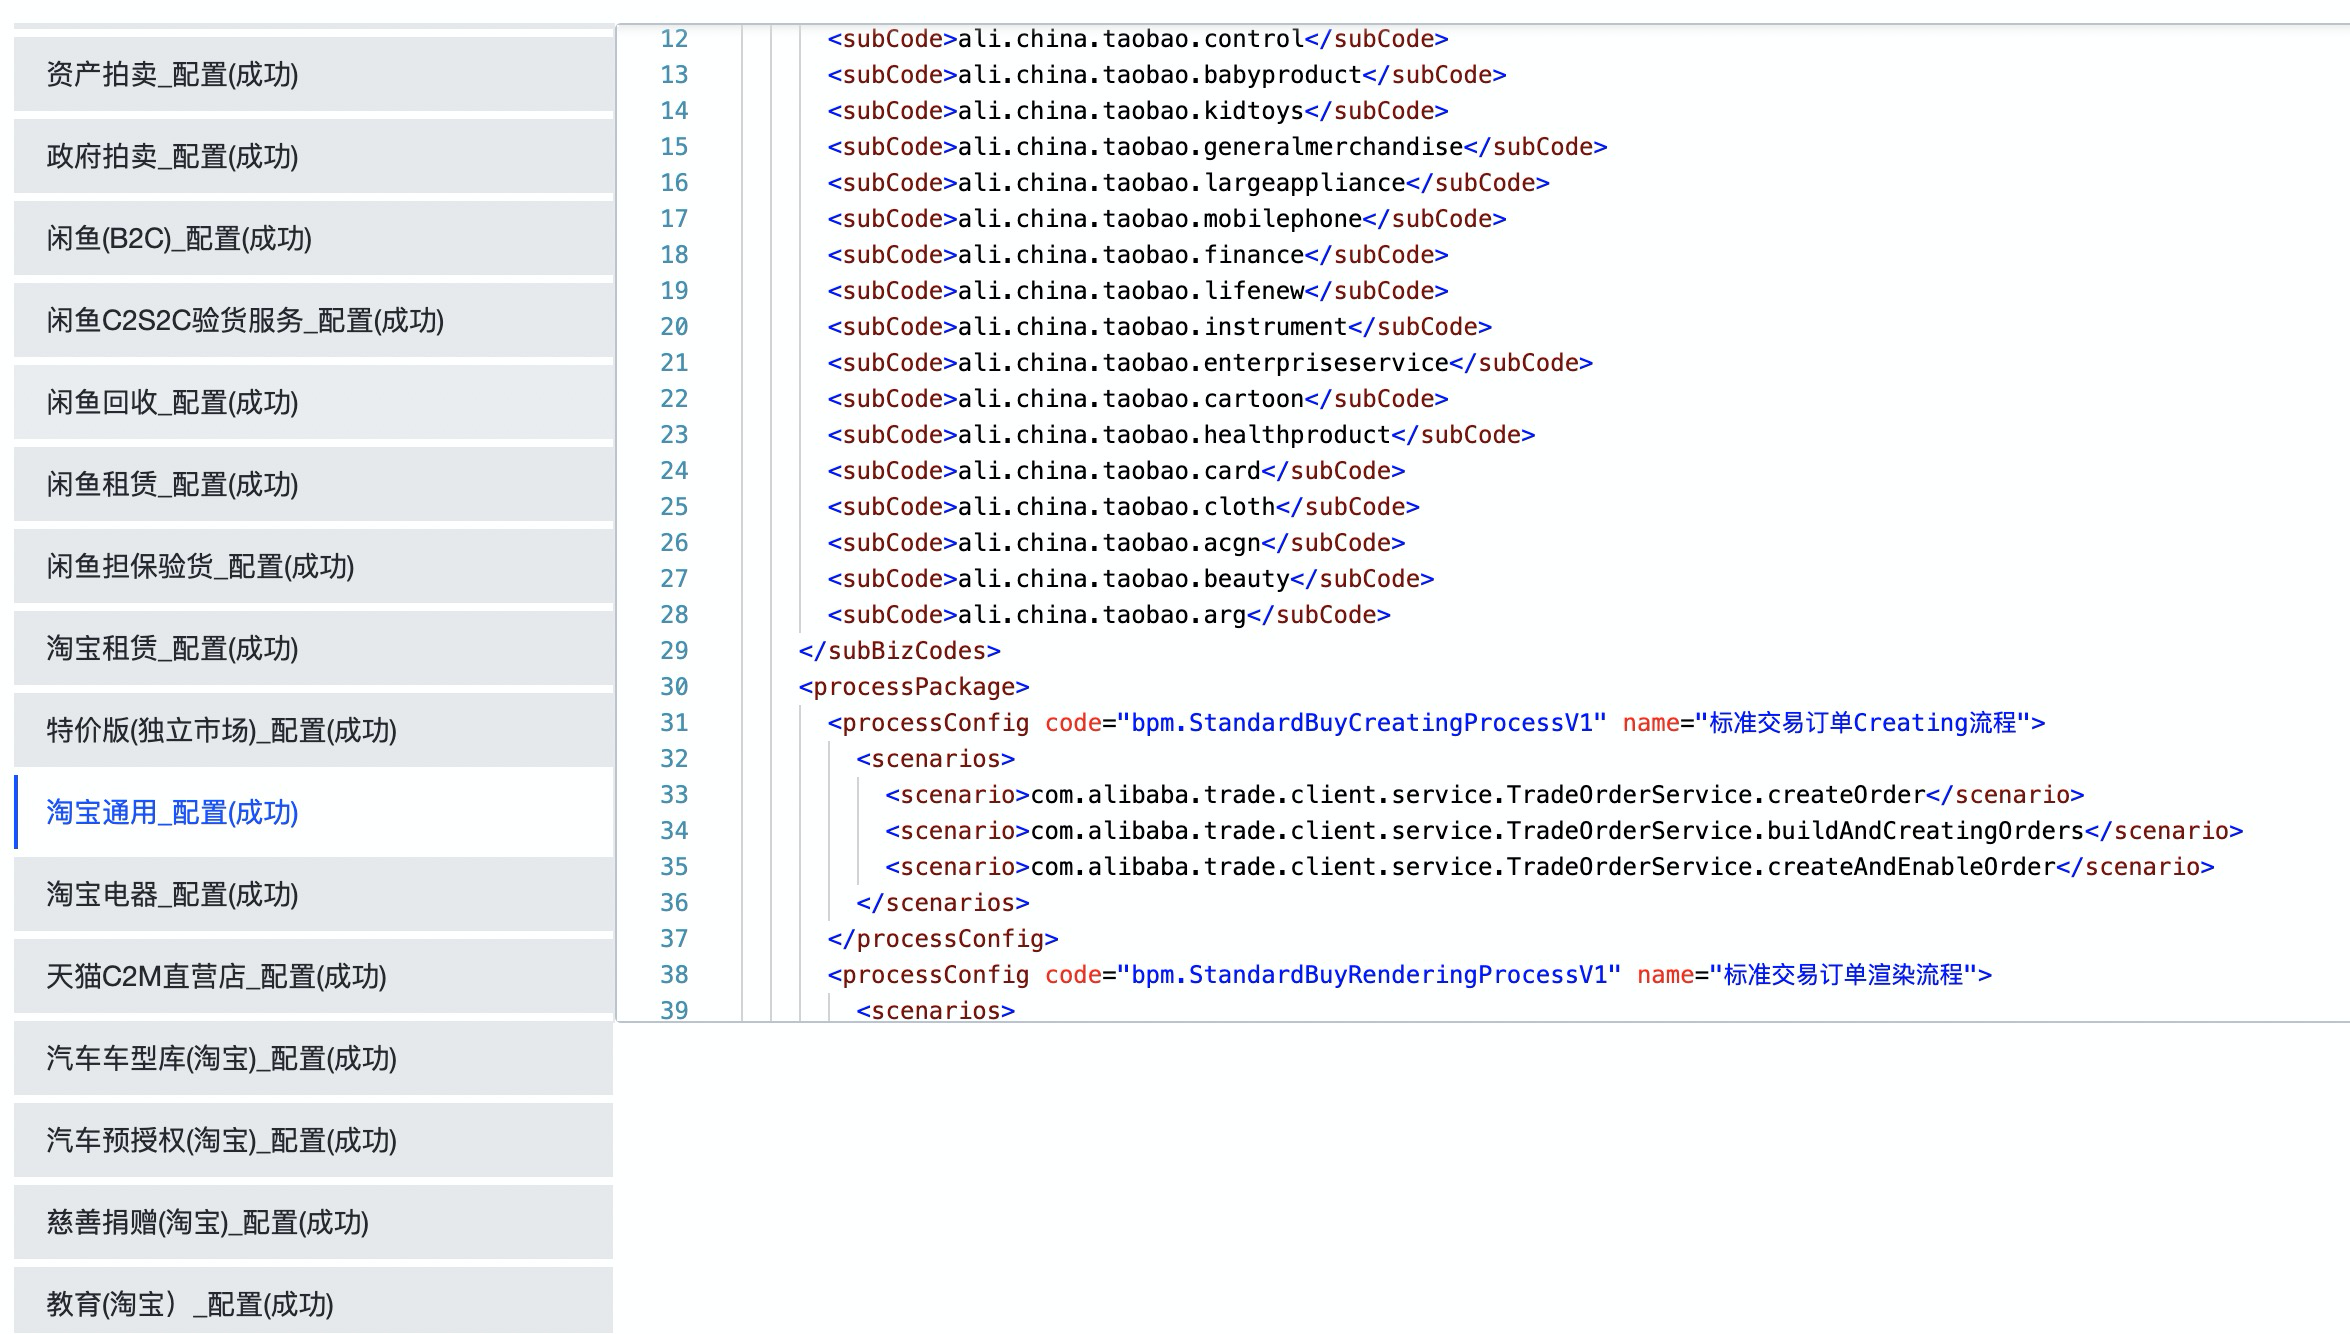 资产拍卖_配置(成功)
政府拍卖_配置(成功)
闲鱼(B2C)_配置(成功)
闲鱼C2S2C验货服务_配置(成功)
闲鱼回收_配置(成功)
闲鱼租赁_配置(成功)
闲鱼担保验货_配置(成功)
淘宝租赁_配置(成功)
特价版(独立市场)_配置(成功)
淘宝通用_配置(成功)
淘宝电器_配置(成功)
天猫C2M直营店_配置(成功)
汽车车型库(淘宝)_配置(成功)
汽车预授权(淘宝)_配置(成功)
慈善捐赠(淘宝)_配置(成功)
教育(淘宝）_配置(成功)
12 <subCode>ali.china.taobao.control</subCode>
13 <subCode>ali.china.taobao.babyproduct</subCode>
14 <subCode>ali.china.taobao.kidtoys</subCode>
15 <subCode>ali.china.taobao.generalmerchandise</subCode>
16 <subCode>ali.china.taobao.largeappliance</subCode>
17 <subCode>ali.china.taobao.mobilephone</subCode>
18 <subCode>ali.china.taobao.finance</subCode>
19 <subCode>ali.china.taobao.lifenew</subCode>
20 <subCode>ali.china.taobao.instrument</subCode>
21 <subCode>ali.china.taobao.enterpriseservice</subCode>
22 <subCode>ali.china.taobao.cartoon</subCode>
23 <subCode>ali.china.taobao.healthproduct</subCode>
24 <subCode>ali.china.taobao.card</subCode>
25 <subCode>ali.china.taobao.cloth</subCode>
26 <subCode>ali.china.taobao.acgn</subCode>
27 <subCode>ali.china.taobao.beauty</subCode>
28 <subCode>ali.china.taobao.arg</subCode>
29 </subBizCodes>
30 <processPackage>
31 <processConfig code="bpm.StandardBuyCreatingProcessV1" name="标准交易订单Creating流程">
32 <scenarios>
33 <scenario>com.alibaba.trade.client.service.TradeOrderService.createOrder</scenario>
34 <scenario>com.alibaba.trade.client.service.TradeOrderService.buildAndCreatingOrders</scenario>
35 <scenario>com.alibaba.trade.client.service.TradeOrderService.createAndEnableOrder</scenario>
36 </scenarios>
37 </processConfig>
38 <processConfig code="bpm.StandardBuyRenderingProcessV1" name="标准交易订单渲染流程">
39 <scenarios>